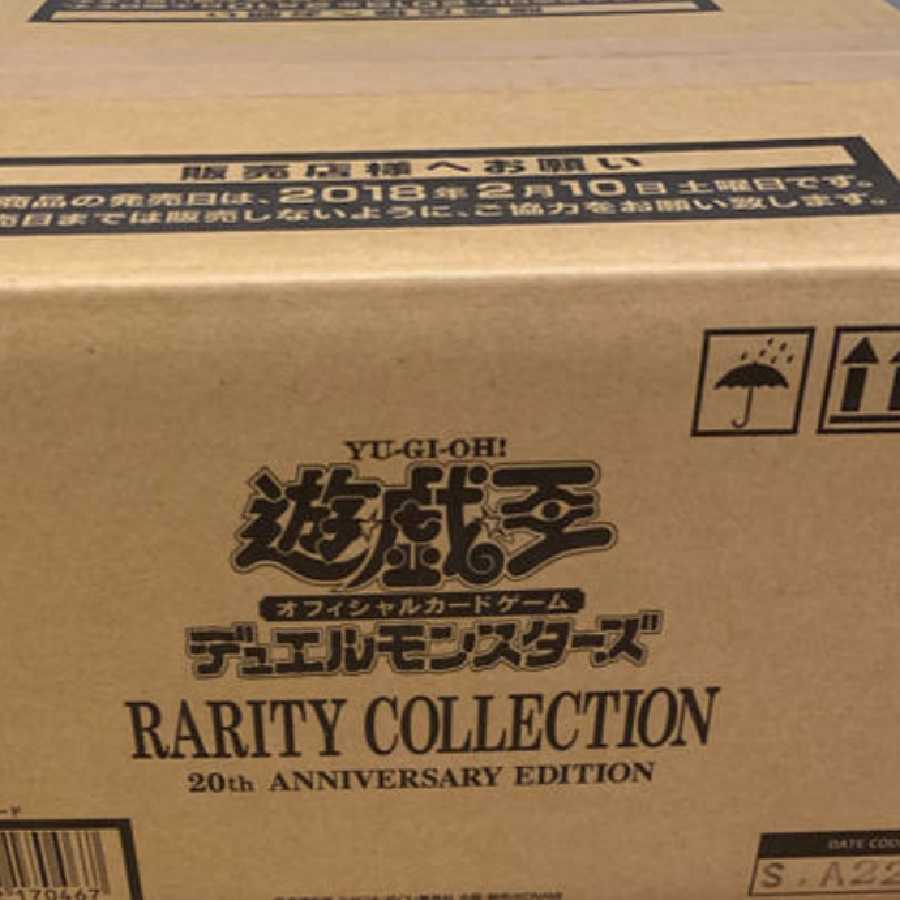 販売店様へお願い
商品の発売日は、2018年2月10日土曜日です。
売日までは販売しないように、ご協力をお願い致します。
YU-GI-OH!
遊戯王
オフィシャルカードゲーム
デュエルモンスターズ
RARITY COLLECTION
20th ANNIVERSARY EDITION
ード
170467
DATE COD
S.A22